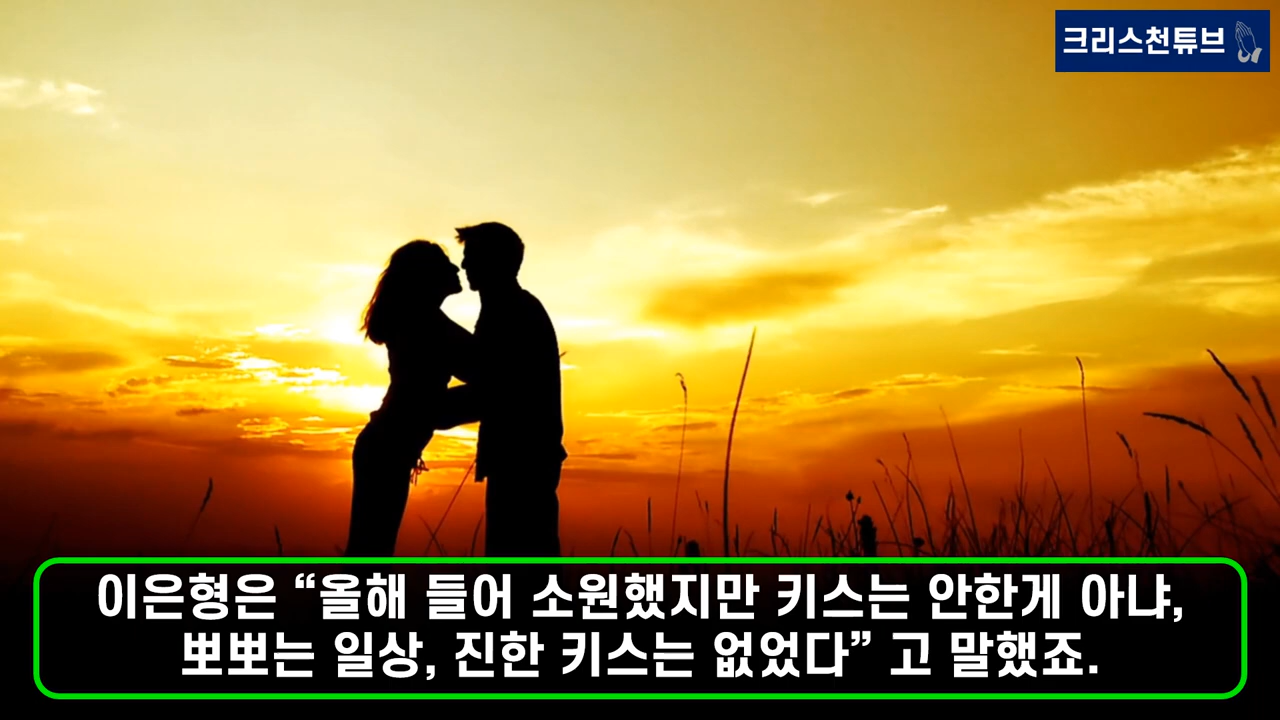 크리스천튜브
이은형은 “올해 들어 소원했지만 키스는 안한게 아냐,
뽀뽀는 일상, 진한 키스는 없었다” 고 말했죠.